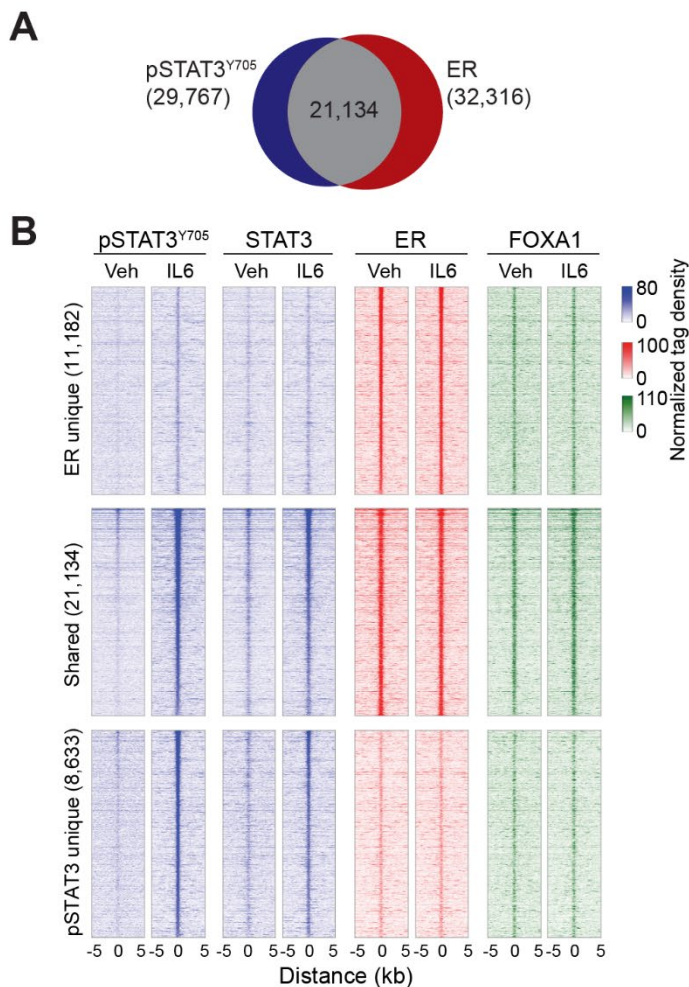 A
pSTAT3Y705
(29,767)
21,134
ER
(32,316)
B
pSTAT3Y705 STAT3 ER FOXA1
Veh IL6 Veh IL6 Veh IL6 Veh IL6
80
0
100
0
110
0
Normalized tag density
ER unique (11,182)
Shared (21,134)
pSTAT3 unique (8,633)
-5 0 5 -5 0 5 -5 0 5 -5 0 5 -5 0 5 -5 0 5 -5 0 5 -5 0 5
Distance (kb)